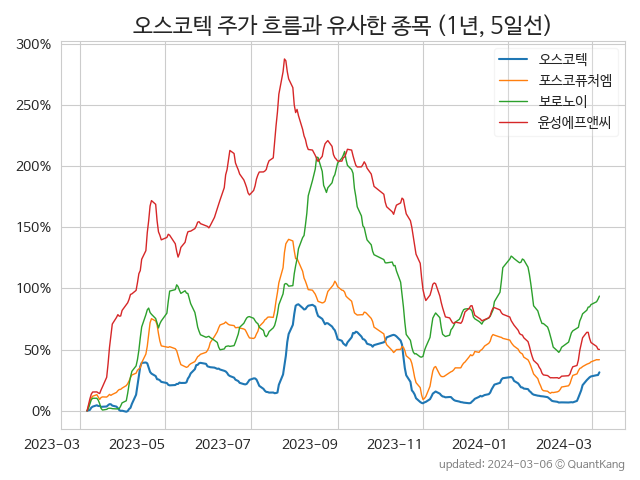 오스코텍 주가 흐름과 유사한 종목 (1년, 5일선)
300%
250%
200%
150%
100%
50%
0%
오스코텍
포스코퓨처엠
보로노이
윤성에프앤씨
2023-03 2023-05 2023-07 2023-09 2023-11 2024-01 2024-03
updated: 2024-03-06 © QuantKang